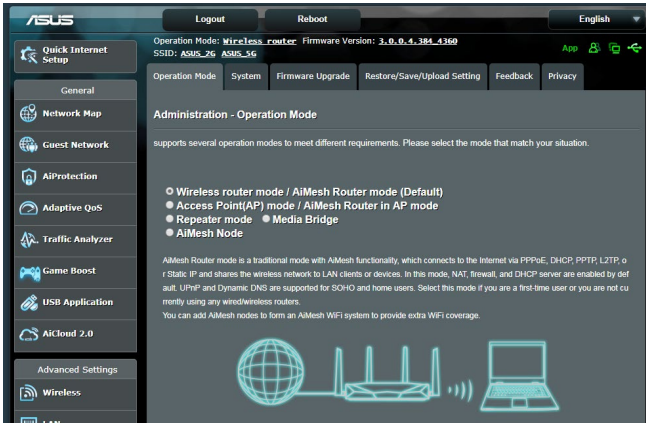 ASUS
Logout
Reboot
English
Operation Mode: Wireless router Firmware Version: 3.0.0.4.384_4360
SSID: ASUS_2G ASUS_5G
App
Quick Internet
Setup
General
Network Map
Guest Network
AiProtection
Adaptive QoS
Traffic Analyzer
Game Boost
USB Application
AiCloud 2.0
Advanced Settings
Wireless
Operation Mode
System
Firmware Upgrade
Restore/Save/Upload Setting
Feedback
Privacy
Administration - Operation Mode
supports several operation modes to meet different requirements. Please select the mode that match your situation.
Wireless router mode / AiMesh Router mode (Default)
Access Point(AP) mode / AiMesh Router in AP mode
Repeater mode Media Bridge
AiMesh Node
AiMesh Router mode is a traditional mode with AiMesh functionality, which connects to the Internet via PPPoE, DHCP, PPTP, L2TP, o
r Static IP and shares the wireless network to LAN clients or devices. In this mode, NAT, firewall, and DHCP server are enabled by def
ault. UPnP and Dynamic DNS are supported for SOHO and home users. Select this mode if you are a first-time user or you are not cu
rrently using any wired/wireless routers.
You can add AiMesh nodes to form an AiMesh WiFi system to provide extra WiFi coverage.